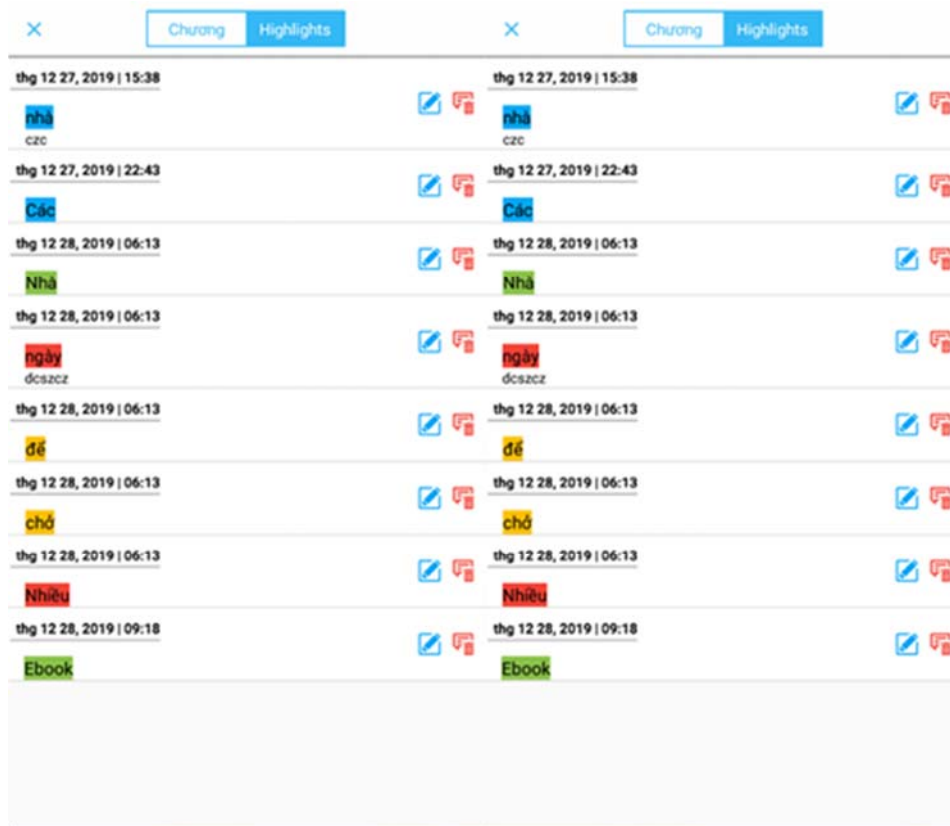 Chương Highlights
thg 12 27, 2019 | 15:38
nhà
czc
thg 12 27, 2019 | 22:43
Các
thg 12 28, 2019 | 06:13
Nhà
thg 12 28, 2019 | 06:13
ngày
dcszcz
thg 12 28, 2019 | 06:13
để
thg 12 28, 2019 | 06:13
chớ
thg 12 28, 2019 | 06:13
Nhiều
thg 12 28, 2019 | 09:18
Ebook
Chương Highlights
thg 12 27, 2019 | 15:38
nhà
czc
thg 12 27, 2019 | 22:43
Các
thg 12 28, 2019 | 06:13
Nhà
thg 12 28, 2019 | 06:13
ngày
dcszcz
thg 12 28, 2019 | 06:13
để
thg 12 28, 2019 | 06:13
chớ
thg 12 28, 2019 | 06:13
Nhiều
thg 12 28, 2019 | 09:18
Ebook